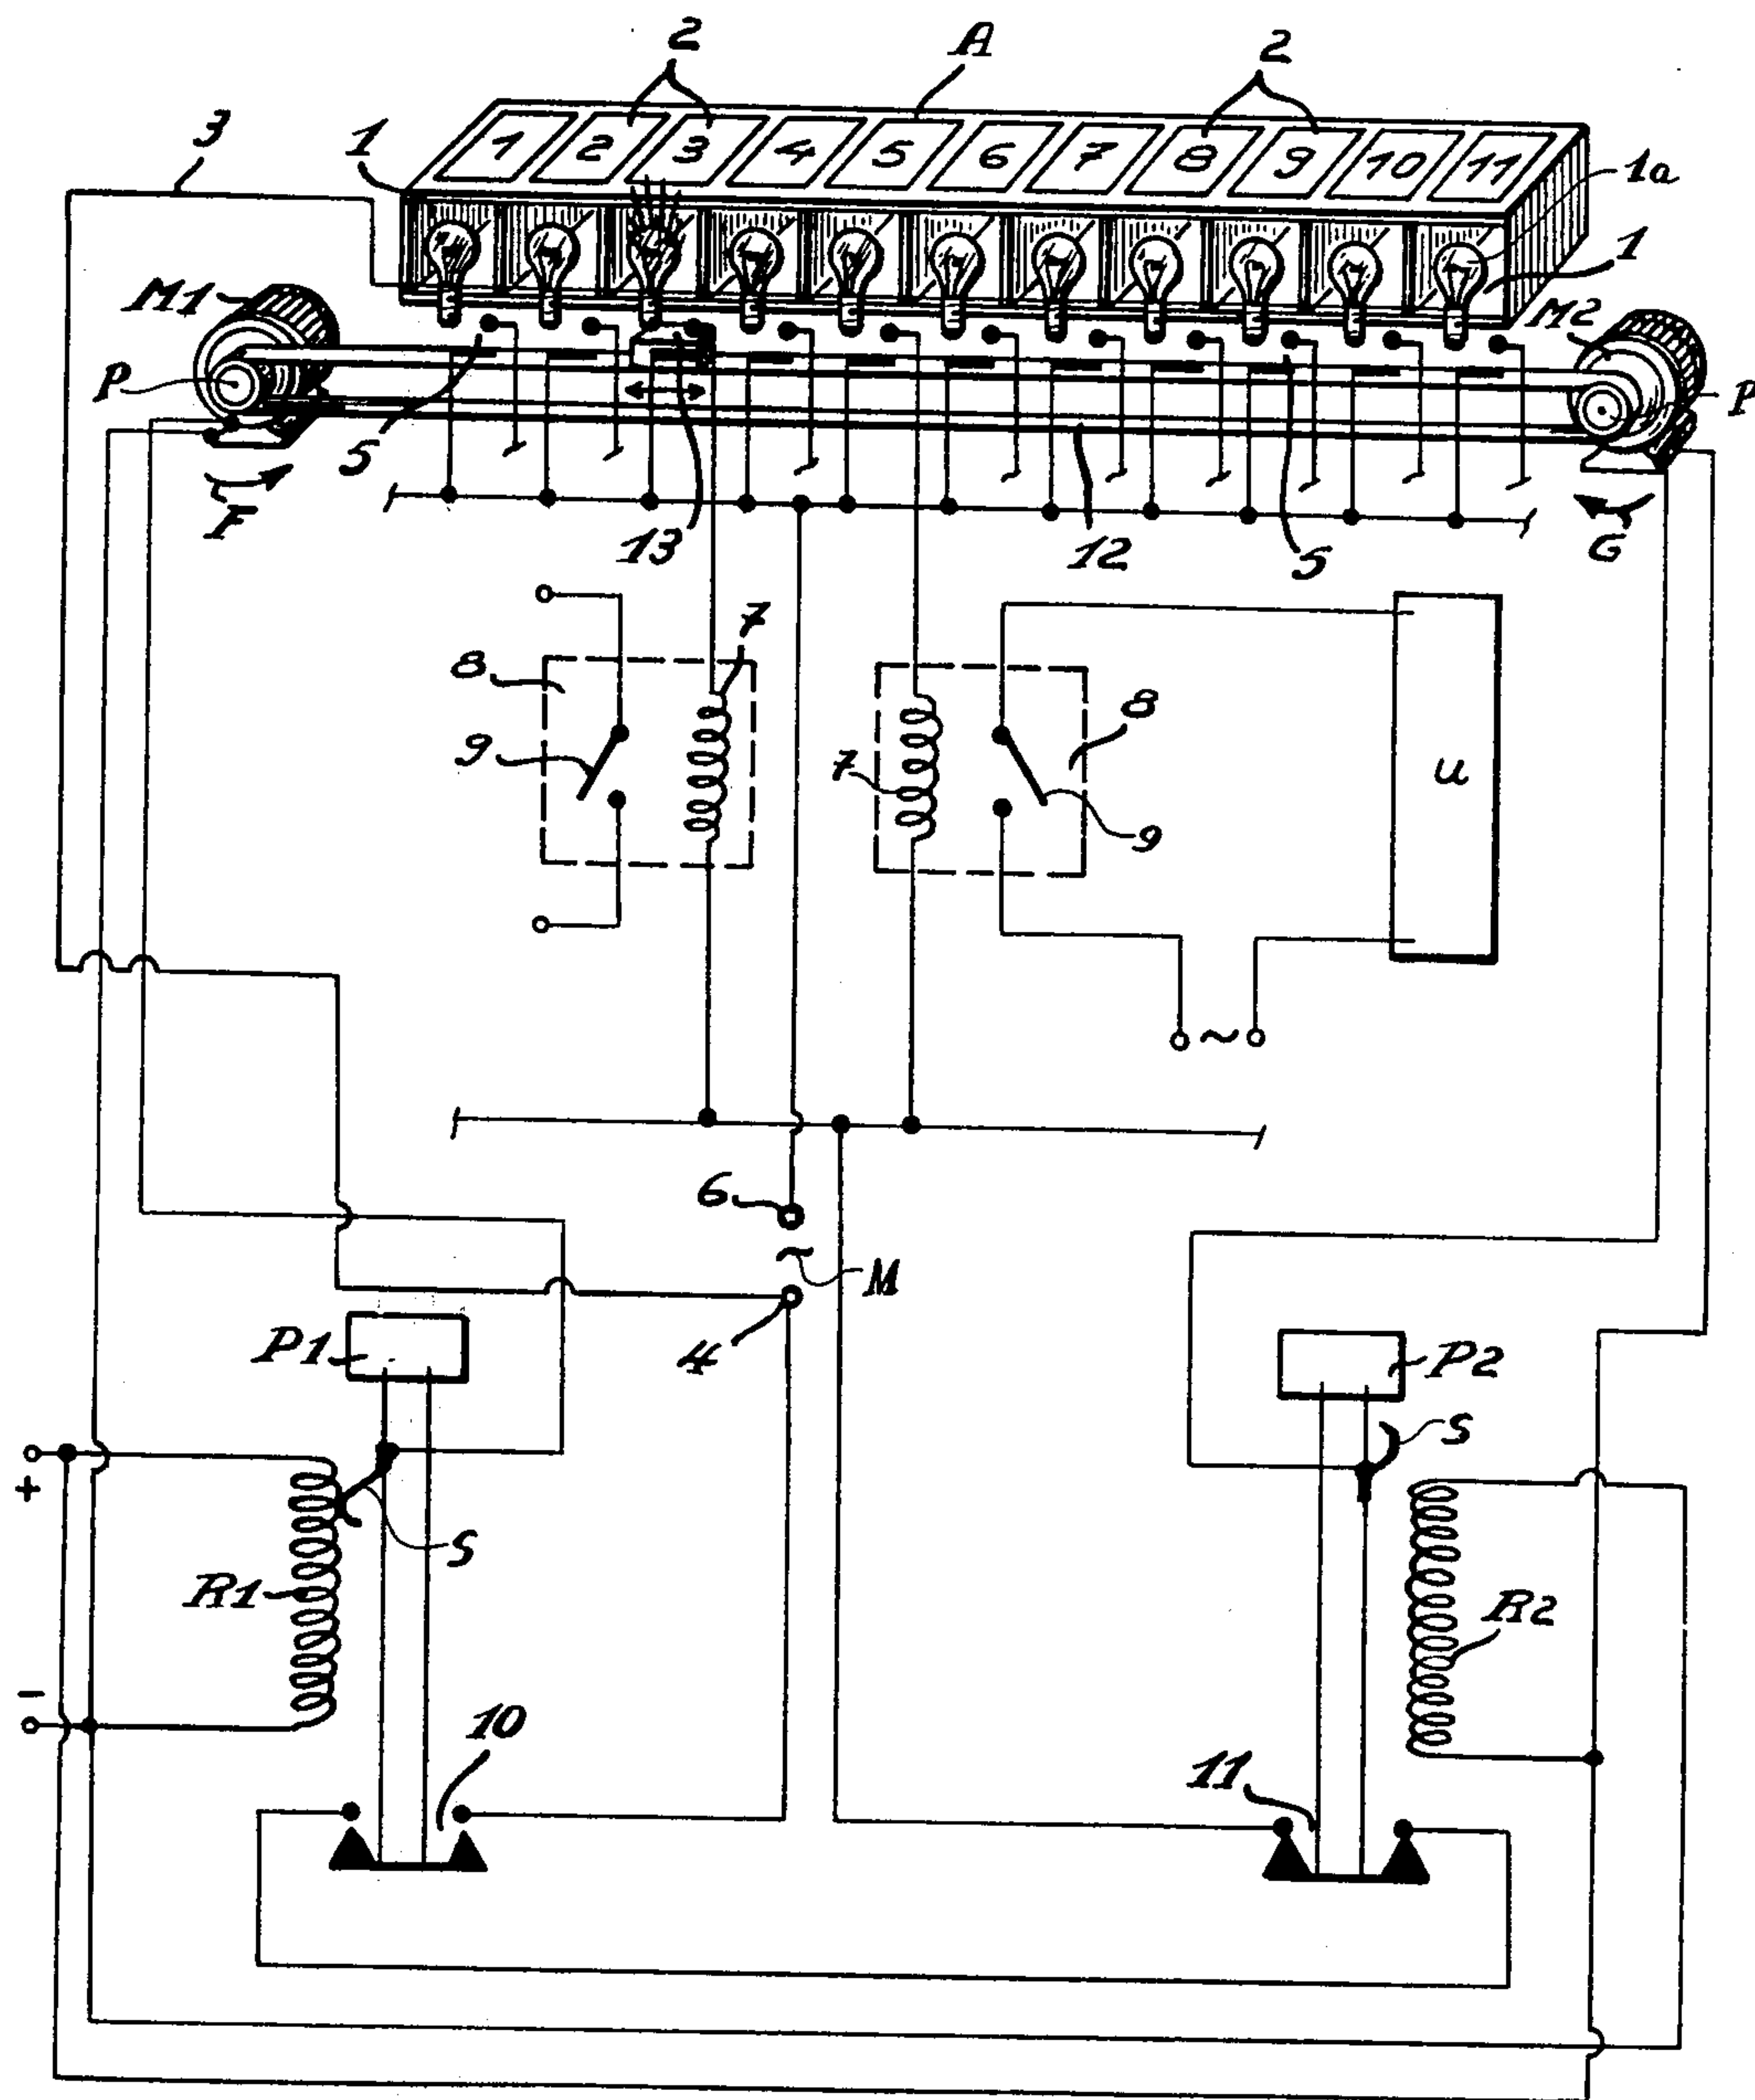 2 A 2
3 1 1 2 3 4 5 6 7 8 9 10 11 1a
1
M1 M2
P P
5
F 13 12 5 G
7
8 8
9 7 u
9
~
6
~ M
P1 4 P2
S
+ S
R1 R2
-
10 11